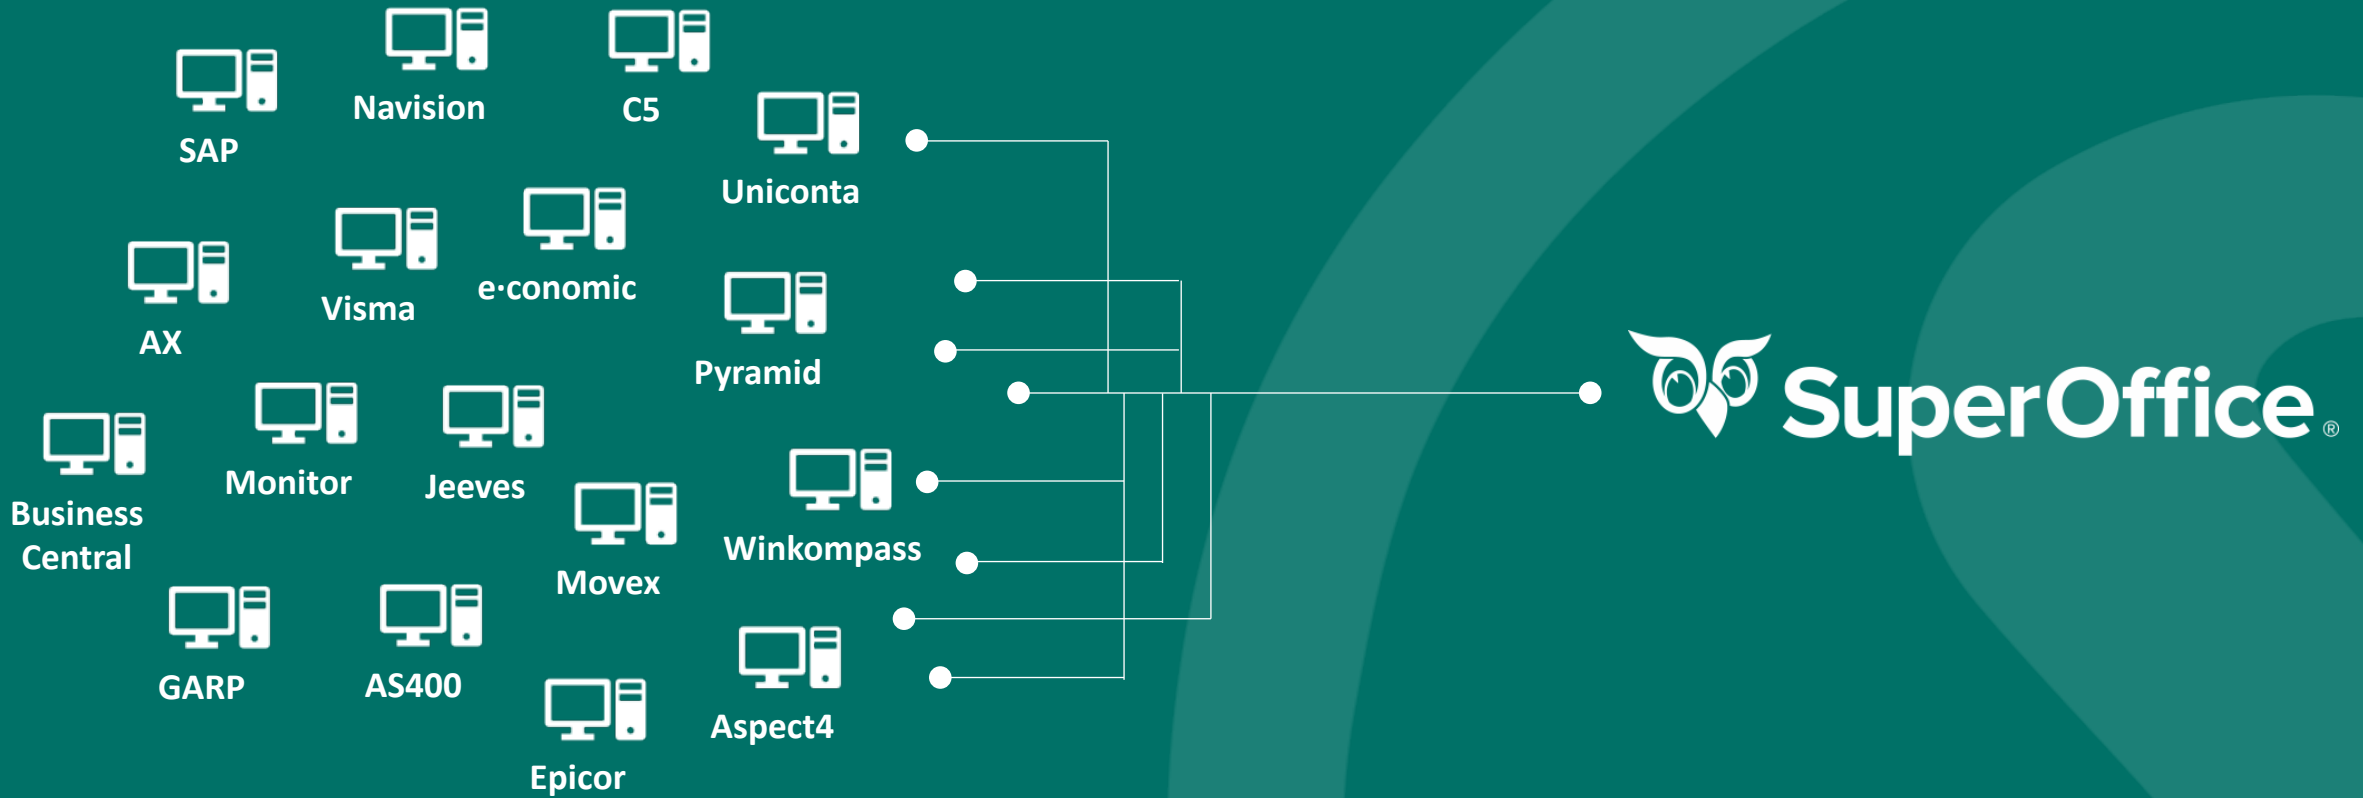 SAP
Navision
C5
Uniconta
AX
Visma
e·conomic
Pyramid
Business
Central
Monitor
Jeeves
Movex
Winkompass
GARP
AS400
Epicor
Aspect4
SuperOffice®